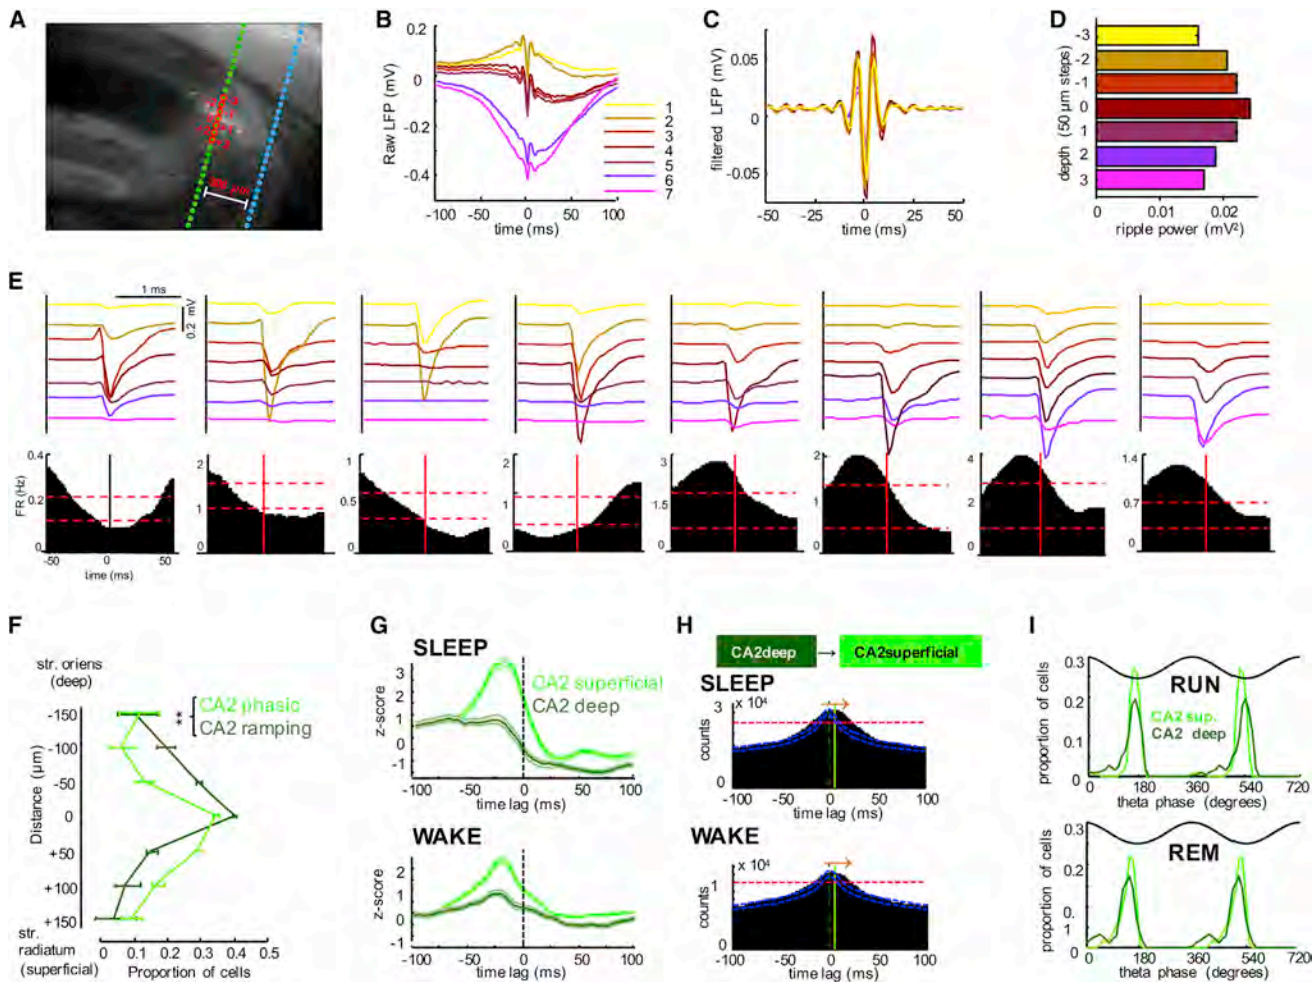 A
B
C
D
0.2
0
-0.2
-0.4
Raw LFP (mV)
-100
-50
0
50
100
time (ms)
1
2
3
4
5
6
7
0.05
0
-0.05
filtered LFP (mV)
-50
-25
0
25
50
time (ms)
depth (50 µm steps)
-3
-2
-1
0
1
2
3
0
0.01
0.02
ripple power (mV²)
E
1 ms
0.2 mV
FR (Hz)
0.4
0.2
0
-50
0
50
time (ms)
2
1
0
1
0.5
0
2
1
0
3
1.5
0
2
1
0
4
2
0
1.4
0.7
0
F
str. oriens
(deep)
CA2 phasic
CA2 ramping
**
Distance (µm)
-150
-100
-50
0
+50
+100
+150
str.
radiatum
(superficial)
0
0.1
0.2
0.3
0.4
0.5
Proportion of cells
G
SLEEP
CA2 superficial
CA2 deep
z-score
3
2
1
0
-1
-100
-50
0
50
100
time lag (ms)
WAKE
z-score
2
1
0
-1
-100
-50
0
50
100
time lag (ms)
H
CA2deep → CA2superficial
SLEEP
x 10⁴
3
counts
0
-100
-50
0
50
100
time lag (ms)
WAKE
x 10⁴
1
counts
0
-100
-50
0
50
100
time lag (ms)
I
RUN
CA2 sup.
CA2 deep
proportion of cells
0.3
0.2
0.1
0
0
180
360
540
720
theta phase (degrees)
REM
proportion of cells
0.3
0.2
0.1
0
0
180
360
540
720
theta phase (degrees)